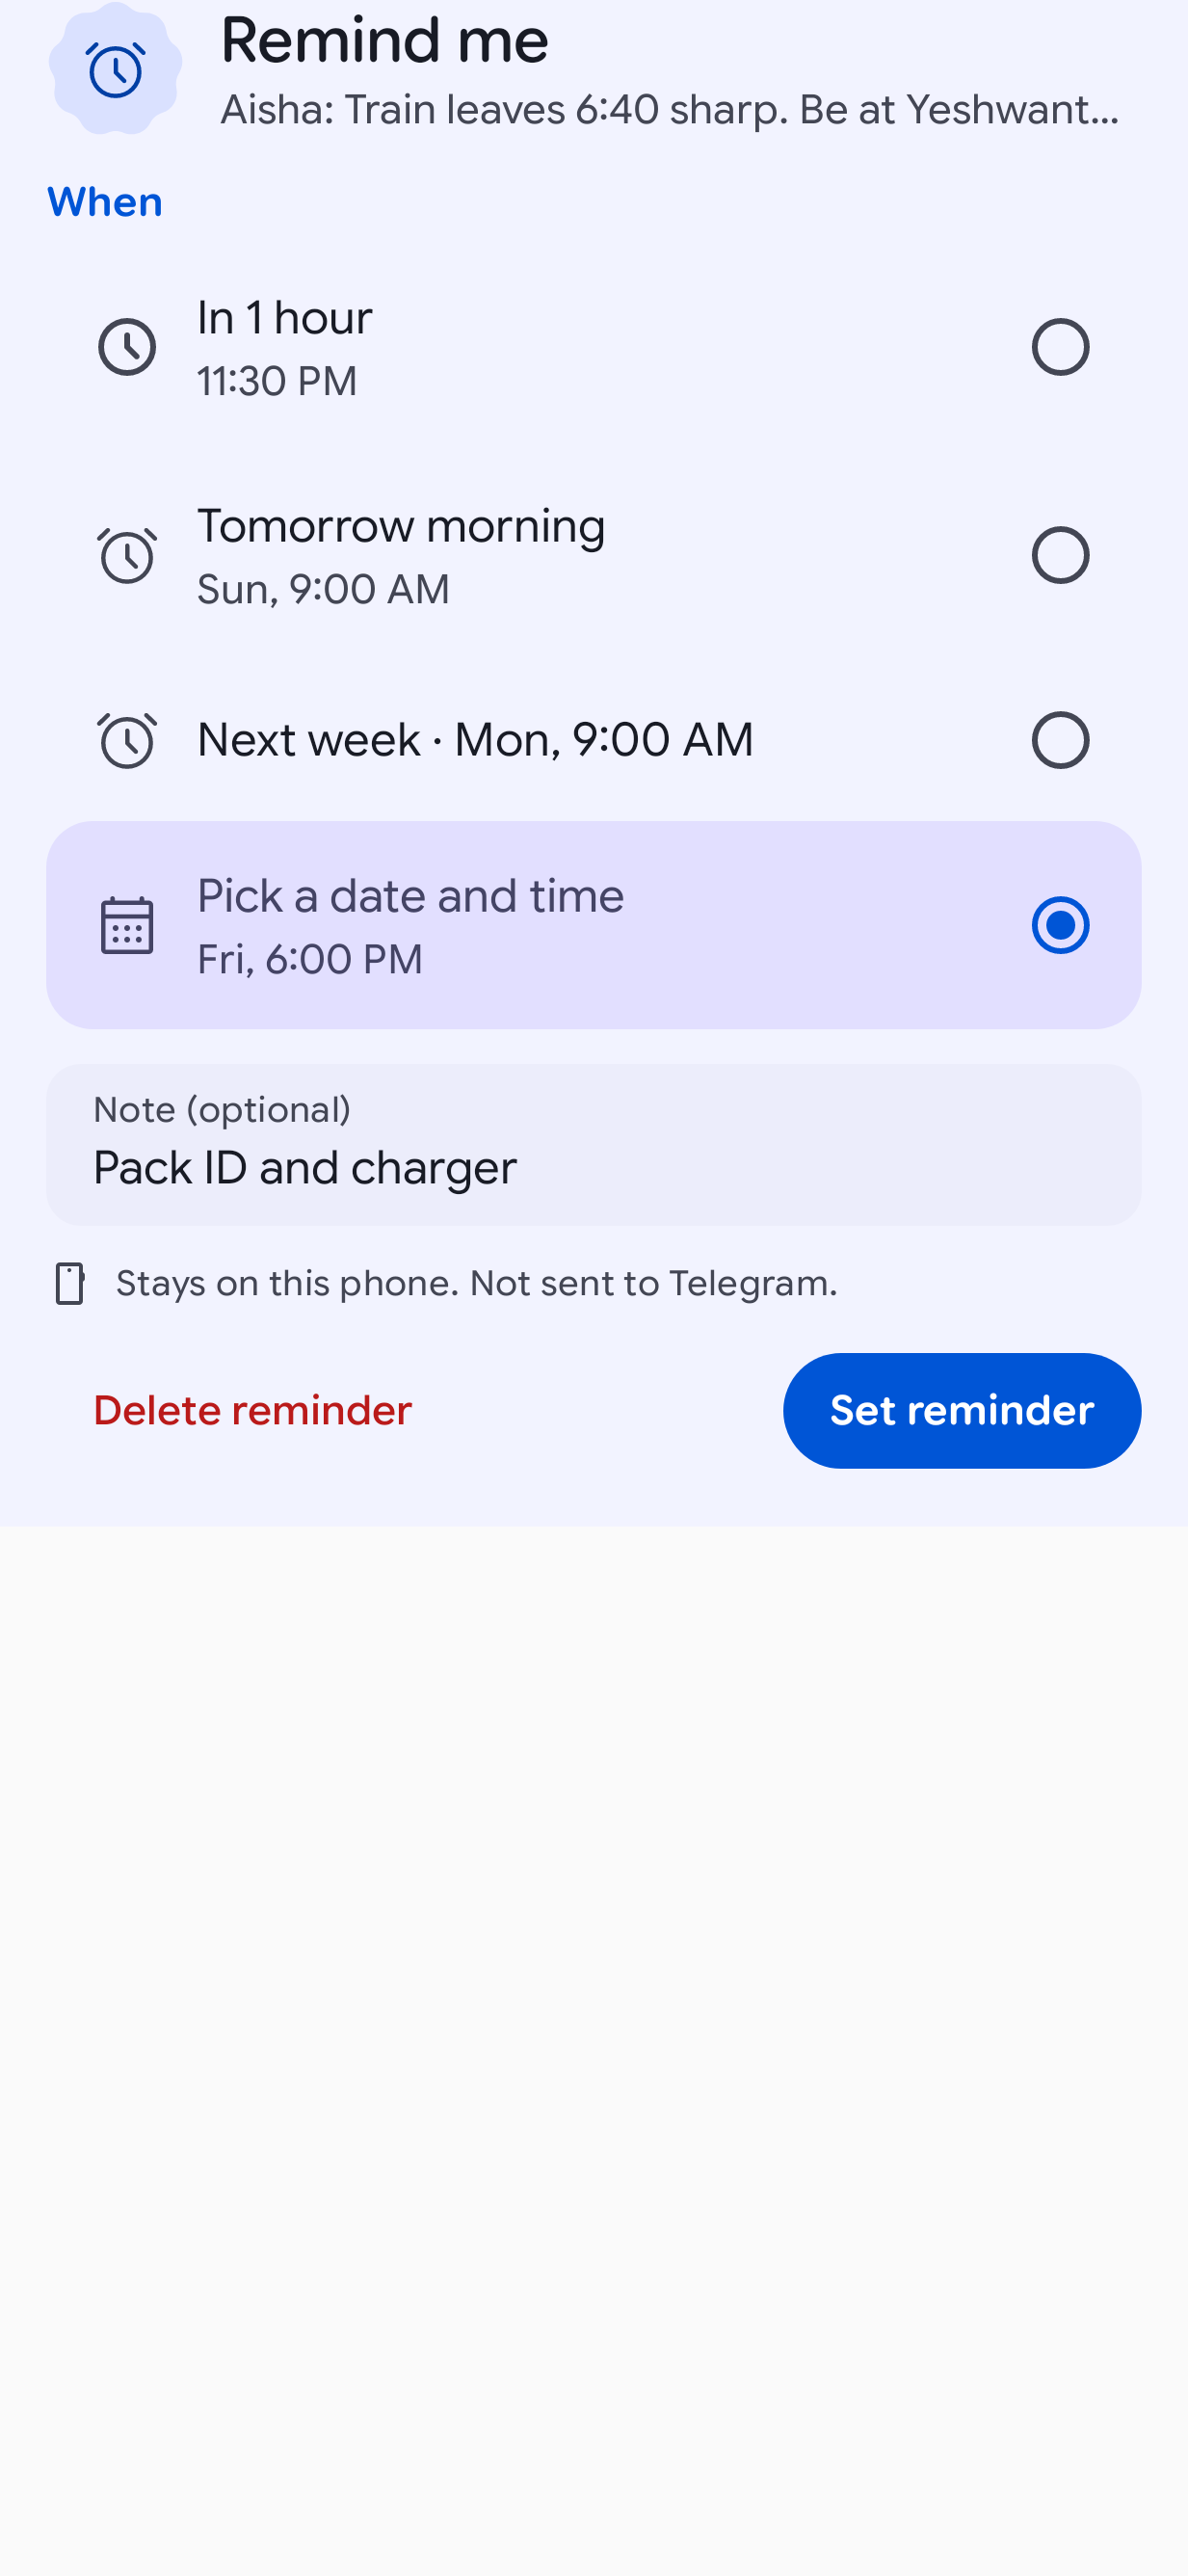 Remind me
Aisha: Train leaves 6:40 sharp. Be at Yeshwant...
When
In 1 hour
11:30 PM
Tomorrow morning
Sun, 9:00 AM
Next week · Mon, 9:00 AM
Pick a date and time
Fri, 6:00 PM
Note (optional)
Pack ID and charger
Stays on this phone. Not sent to Telegram.
Delete reminder
Set reminder